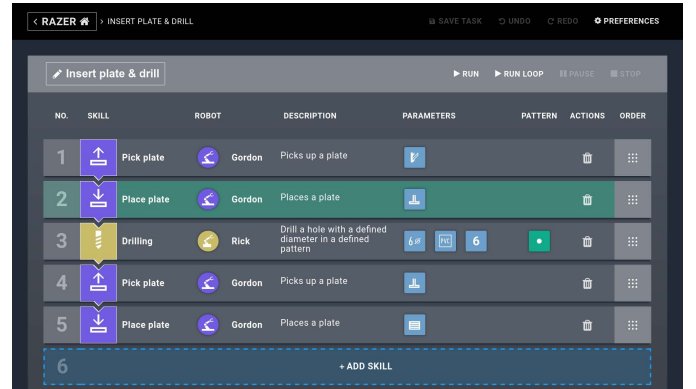 < RAZER > INSERT PLATE & DRILL
SAVE TASK UNDO REDO PREFERENCES
Insert plate & drill
RUN RUN LOOP PAUSE STOP
NO. SKILL ROBOT DESCRIPTION PARAMETERS PATTERN ACTIONS ORDER
1 Pick plate Gordon Picks up a plate
2 Place plate Gordon Places a plate
3 Drilling Rick Drill a hole with a defined
diameter in a defined
pattern
PVC 6
4 Pick plate Gordon Picks up a plate
5 Place plate Gordon Places a plate
6 + ADD SKILL